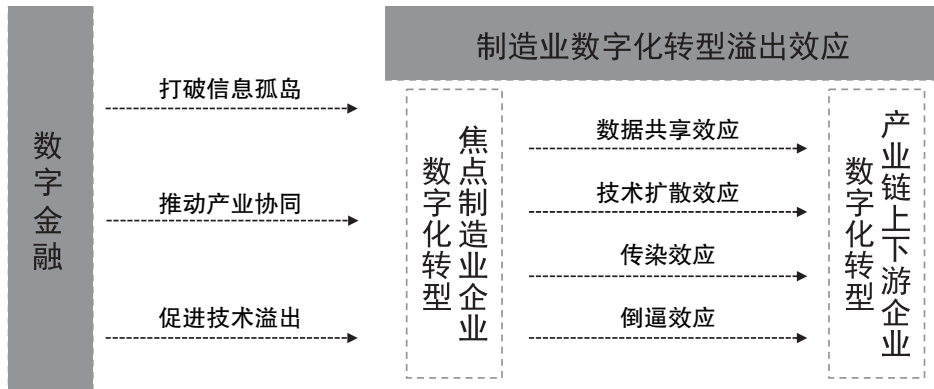 制造业数字化转型溢出效应
数字金融
打破信息孤岛
推动产业协同
促进技术溢出
焦点制造业企业
数字化转型
数据共享效应
技术扩散效应
传染效应
倒逼效应
产业链上下游企业
数字化转型